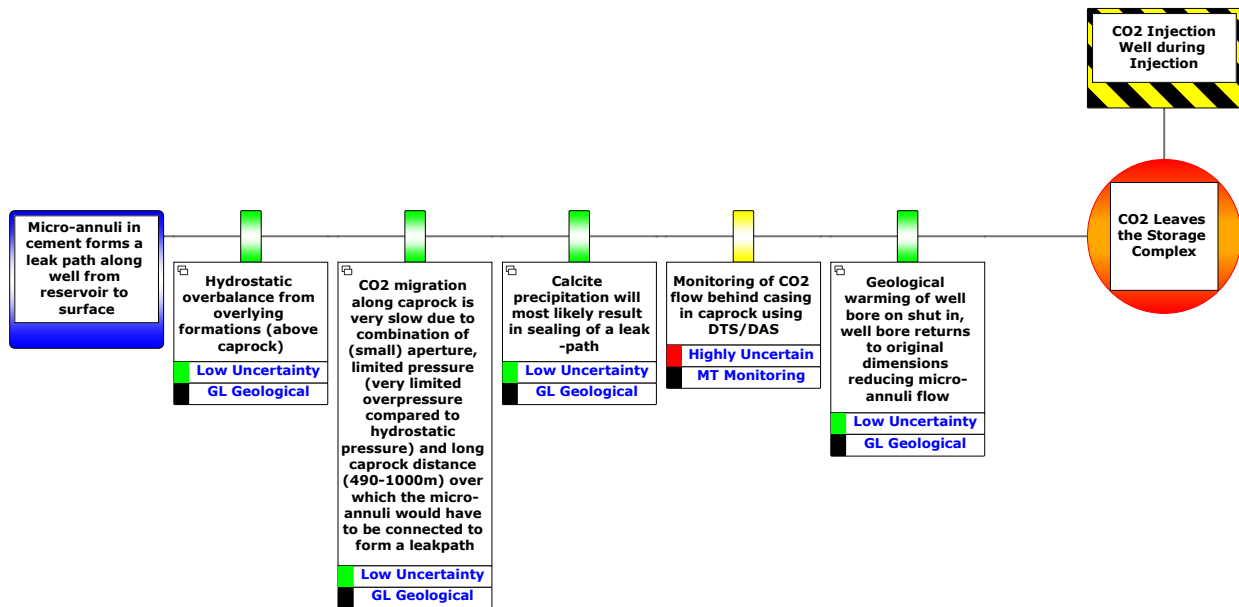 CO2 Injection
Well during
Injection
Micro-annuli in
cement forms a
leak path along
well from
reservoir to
surface
Hydrostatic
overbalance from
overlying
formations (above
caprock)
Low Uncertainty
GL Geological
CO2 migration
along caprock is
very slow due to
combination of
(small) aperture,
limited pressure
(very limited
overpressure
compared to
hydrostatic
pressure) and long
caprock distance
(490-1000m) over
which the micro-
annuli would have
to be connected to
form a leakpath
Low Uncertainty
GL Geological
Calcite
precipitation will
most likely result
in sealing of a leak
-path
Low Uncertainty
GL Geological
Monitoring of CO2
flow behind casing
in caprock using
DTS/DAS
Highly Uncertain
MT Monitoring
Geological
warming of well
bore on shut in,
well bore returns
to original
dimensions
reducing micro-
annuli flow
Low Uncertainty
GL Geological
CO2 Leaves
the Storage
Complex